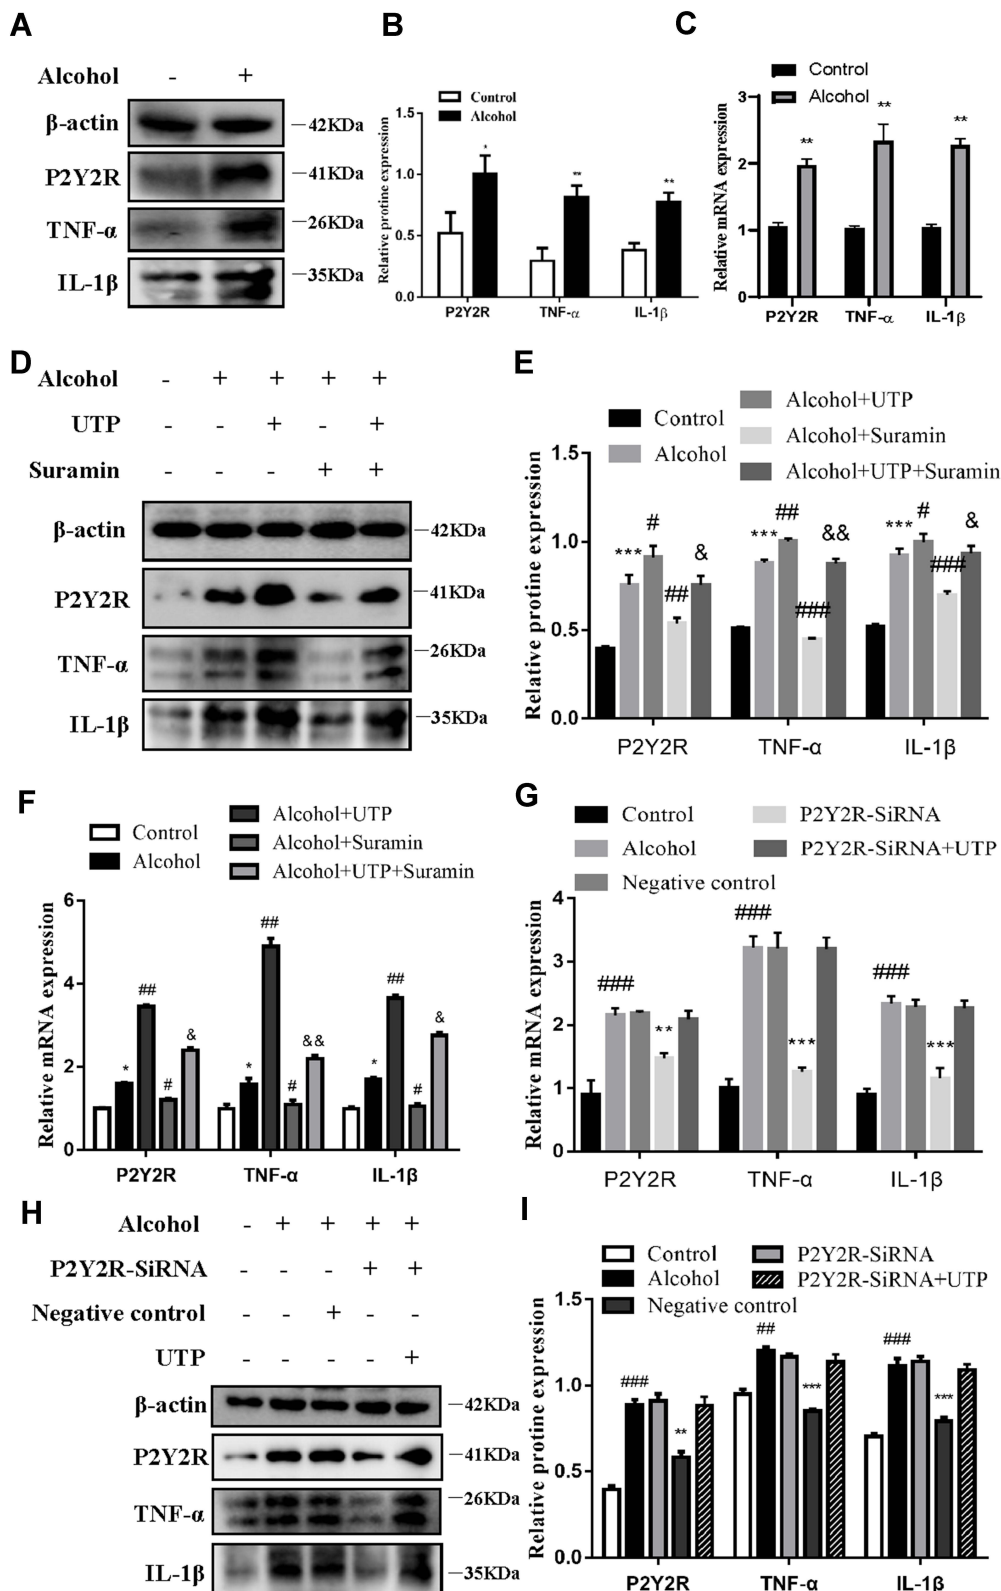 A
Alcohol - +
β-actin 42KDa
P2Y2R 41KDa
TNF-α 26KDa
IL-1β 35KDa
B
Control
Alcohol
Relative protine expression
1.5
1.0
0.5
0.0
* ** **
P2Y2R TNF-α IL-1β
C
Control
Alcohol
Relative mRNA expression
3
2
1
0
** ** **
P2Y2R TNF-α IL-1β
D
Alcohol - + + + +
UTP - - + - +
Suramin - - - + +
β-actin 42KDa
P2Y2R 41KDa
TNF-α 26KDa
IL-1β 35KDa
E
Control
Alcohol
Alcohol+UTP
Alcohol+Suramin
Alcohol+UTP+Suramin
Relative protine expression
1.5
1.0
0.5
0.0
*** # ## &
*** ## ### &&
*** # ### &
P2Y2R TNF-α IL-1β
F
Control
Alcohol
Alcohol+UTP
Alcohol+Suramin
Alcohol+UTP+Suramin
Relative mRNA expression
6
4
2
0
* ## # &
* ## # &&
* ## # &
P2Y2R TNF-α IL-1β
G
Control
Alcohol
Negative control
P2Y2R-SiRNA
P2Y2R-SiRNA+UTP
Relative mRNA expression
4
3
2
1
0
### **
### ***
### ***
P2Y2R TNF-α IL-1β
H
Alcohol - + + + +
P2Y2R-SiRNA - - - + +
Negative control - - + - -
UTP - - - - +
β-actin 42KDa
P2Y2R 41KDa
TNF-α 26KDa
IL-1β 35KDa
I
Control
Alcohol
Negative control
P2Y2R-SiRNA
P2Y2R-SiRNA+UTP
Relative protine expression
1.5
1.0
0.5
0.0
### **
## ***
### ***
P2Y2R TNF-α IL-1β